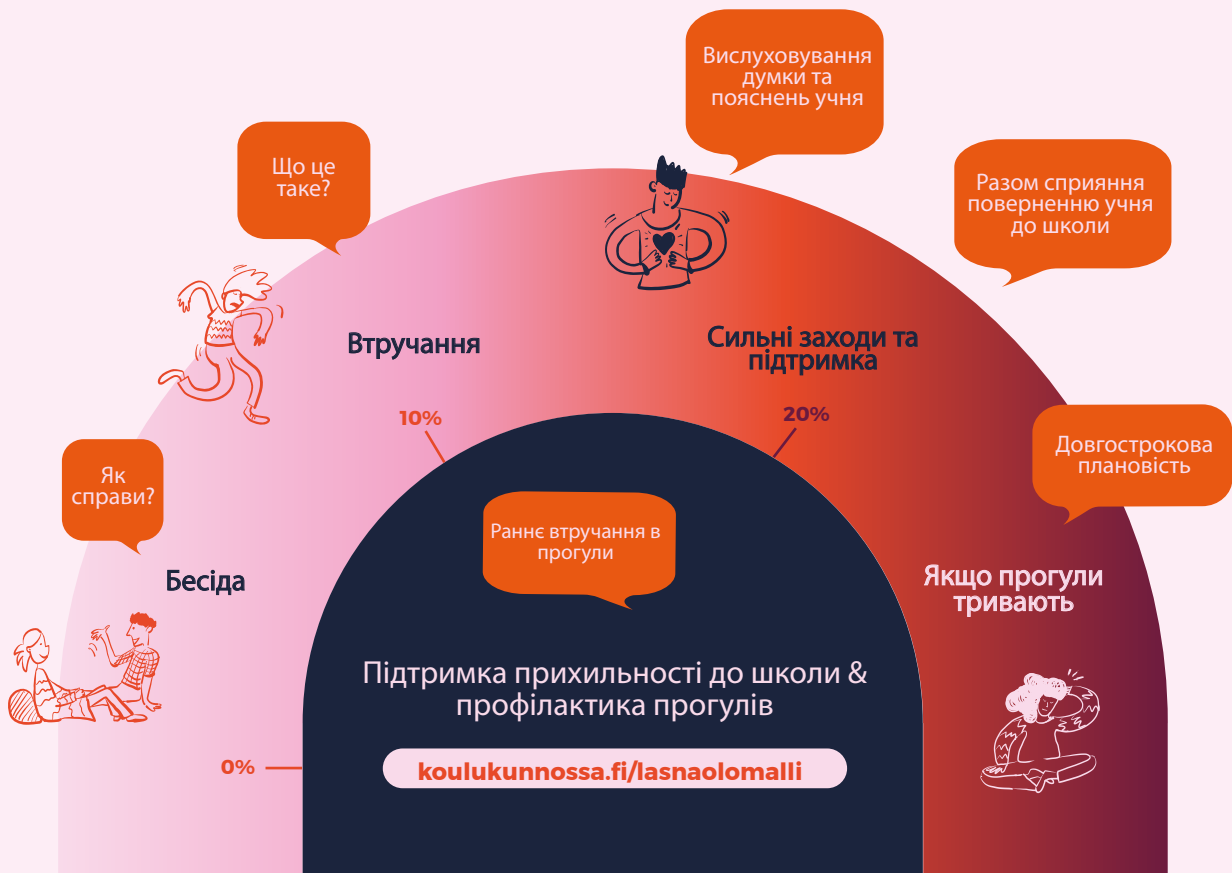 Вислуховування
думки та
пояснень учня
Що це
таке?
Разом сприяння
поверненню учня
до школи
Втручання
Сильні заходи та
підтримка
10%
20%
Як
справи?
Довгострокова
плановість
Раннє втручання в
прогули
Бесіда
Якщо прогули
тривають
Підтримка прихильності до школи &
профілактика прогулів
0%
koulukunnossa.fi/lasnaolomalli